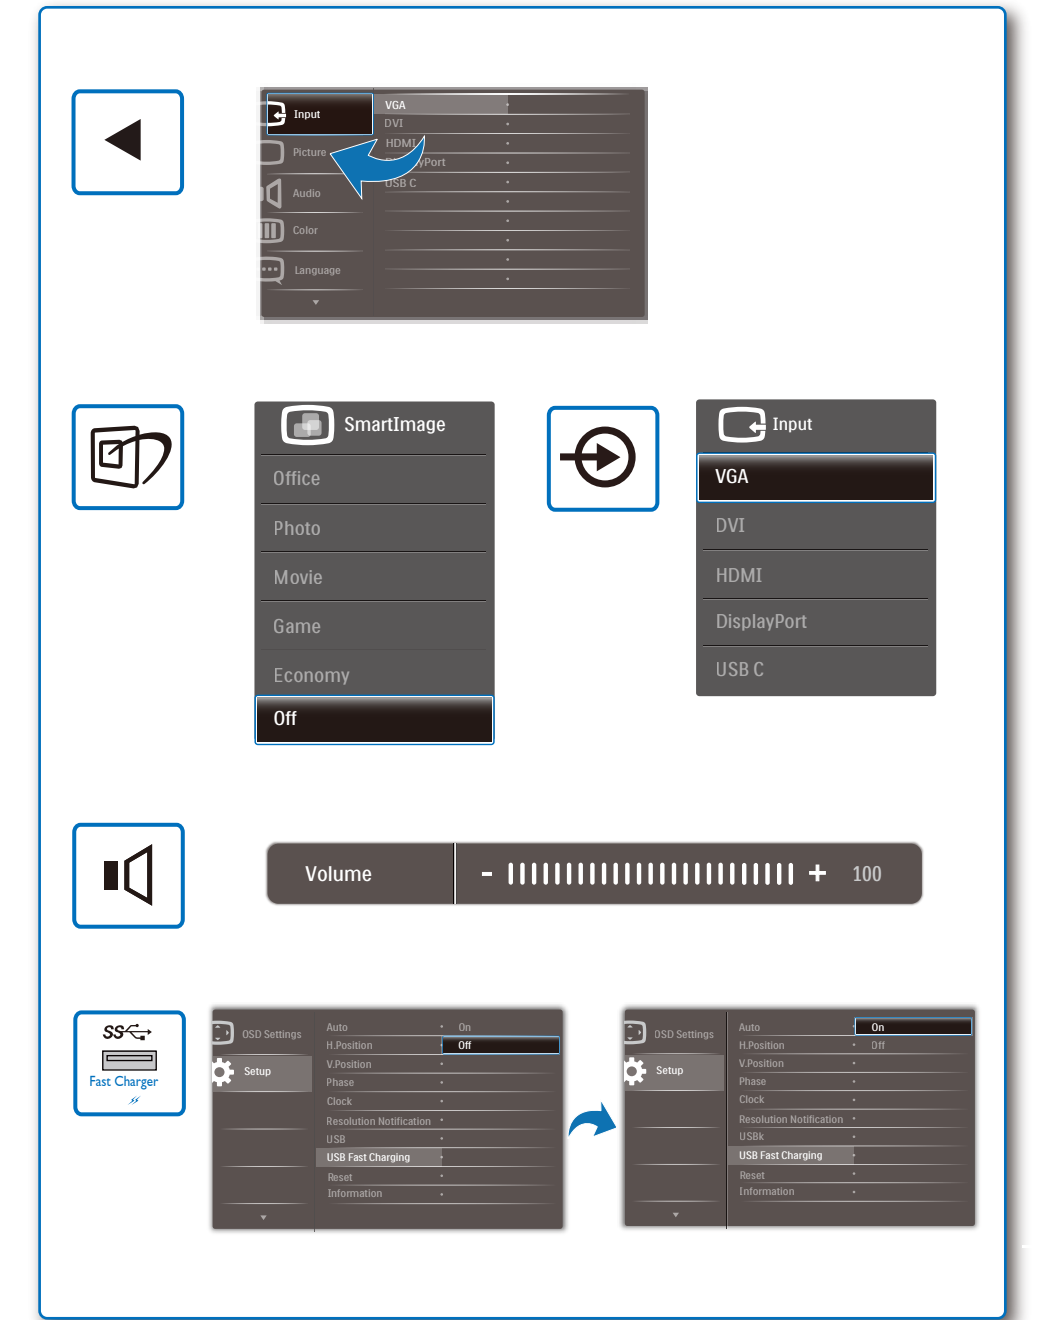 Input
Picture
Audio
Color
Language
VGA
DVI
HDMI
USB C
SmartImage
Office
Photo
Movie
Game
Economy
Off
Input
VGA
DVI
HDMI
DisplayPort
USB C
Volume
- + 100
SS
Fast Charger
OSD Settings
Setup
Auto
On
H.Position
Off
V.Position
Phase
Clock
Resolution Notification
USB
USB Fast Charging
Reset
Information
OSD Settings
Setup
Auto
On
H.Position
Off
V.Position
Phase
Clock
Resolution Notification
USBk
USB Fast Charging
Reset
Information